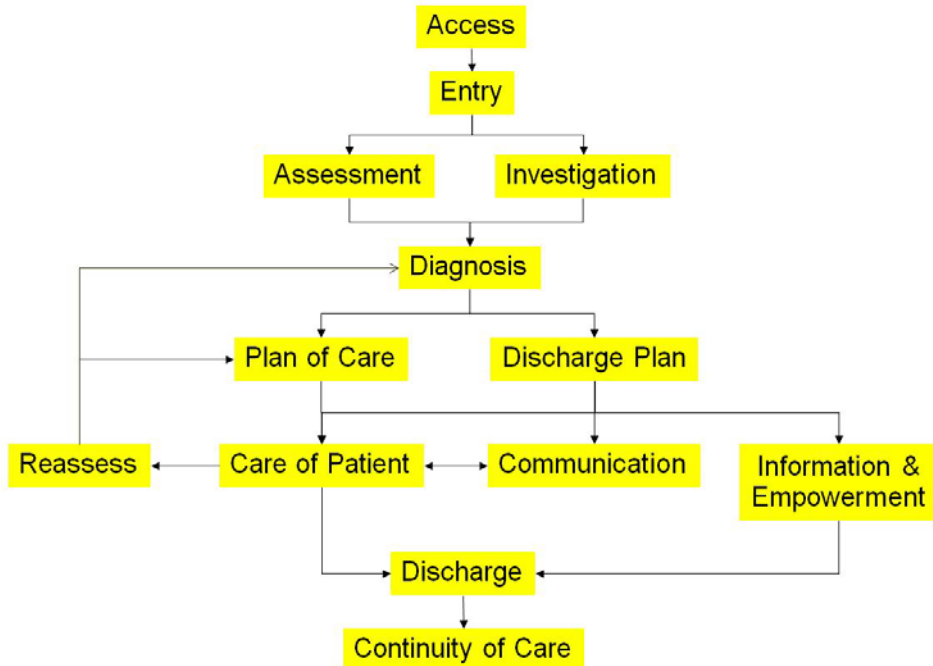 Access
Entry
Assessment
Investigation
Diagnosis
Plan of Care
Discharge Plan
Reassess
Care of Patient
Communication
Information &
Empowerment
Discharge
Continuity of Care